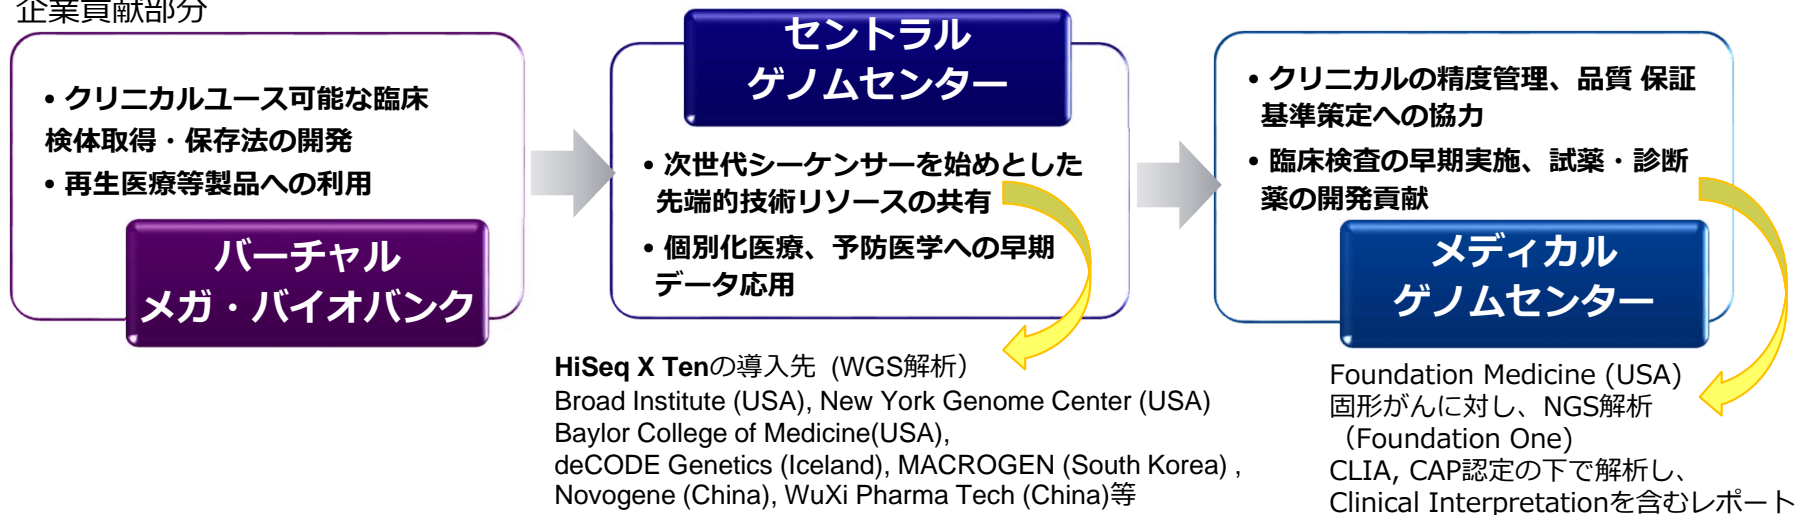 企業貢献部分
• クリニカルユース可能な臨床
検体取得・保存法の開発
• 再生医療等製品への利用
バーチャル
メガ・バイオバンク
セントラル
ゲノムセンター
• 次世代シーケンサーを始めとした
先端的技術リソースの共有
• 個別化医療、予防医学への早期
データ応用
HiSeq X Tenの導入先 (WGS解析）
Broad Institute (USA), New York Genome Center (USA)
Baylor College of Medicine(USA),
deCODE Genetics (Iceland), MACROGEN (South Korea) ,
Novogene (China), WuXi Pharma Tech (China)等
• クリニカルの精度管理、品質 保証
基準策定への協力
• 臨床検査の早期実施、試薬・診断
薬の開発貢献
メディカル
ゲノムセンター
Foundation Medicine (USA)
固形がんに対し、NGS解析
（Foundation One)
CLIA, CAP認定の下で解析し、
Clinical Interpretationを含むレポート